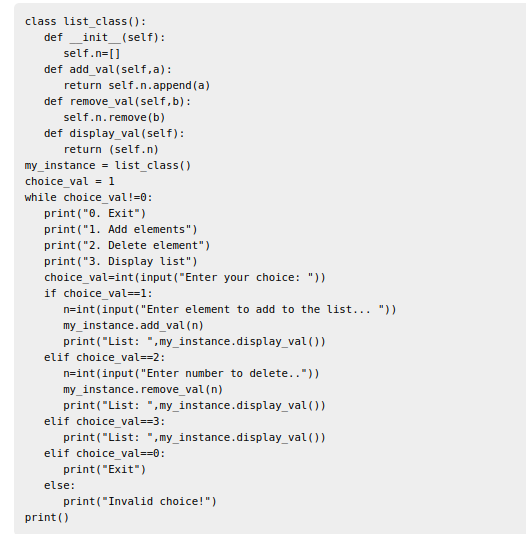 class list_class():
   def __init__(self):
      self.n=[]
   def add_val(self,a):
      return self.n.append(a)
   def remove_val(self,b):
      self.n.remove(b)
   def display_val(self):
      return (self.n)
my_instance = list_class()
choice_val = 1
while choice_val!=0:
   print("0. Exit")
   print("1. Add elements")
   print("2. Delete element")
   print("3. Display list")
   choice_val=int(input("Enter your choice: "))
   if choice_val==1:
      n=int(input("Enter element to add to the list... "))
      my_instance.add_val(n)
      print("List: ",my_instance.display_val())
   elif choice_val==2:
      n=int(input("Enter number to delete.."))
      my_instance.remove_val(n)
      print("List: ",my_instance.display_val())
   elif choice_val==3:
      print("List: ",my_instance.display_val())
   elif choice_val==0:
      print("Exit")
   else:
      print("Invalid choice!")
print()